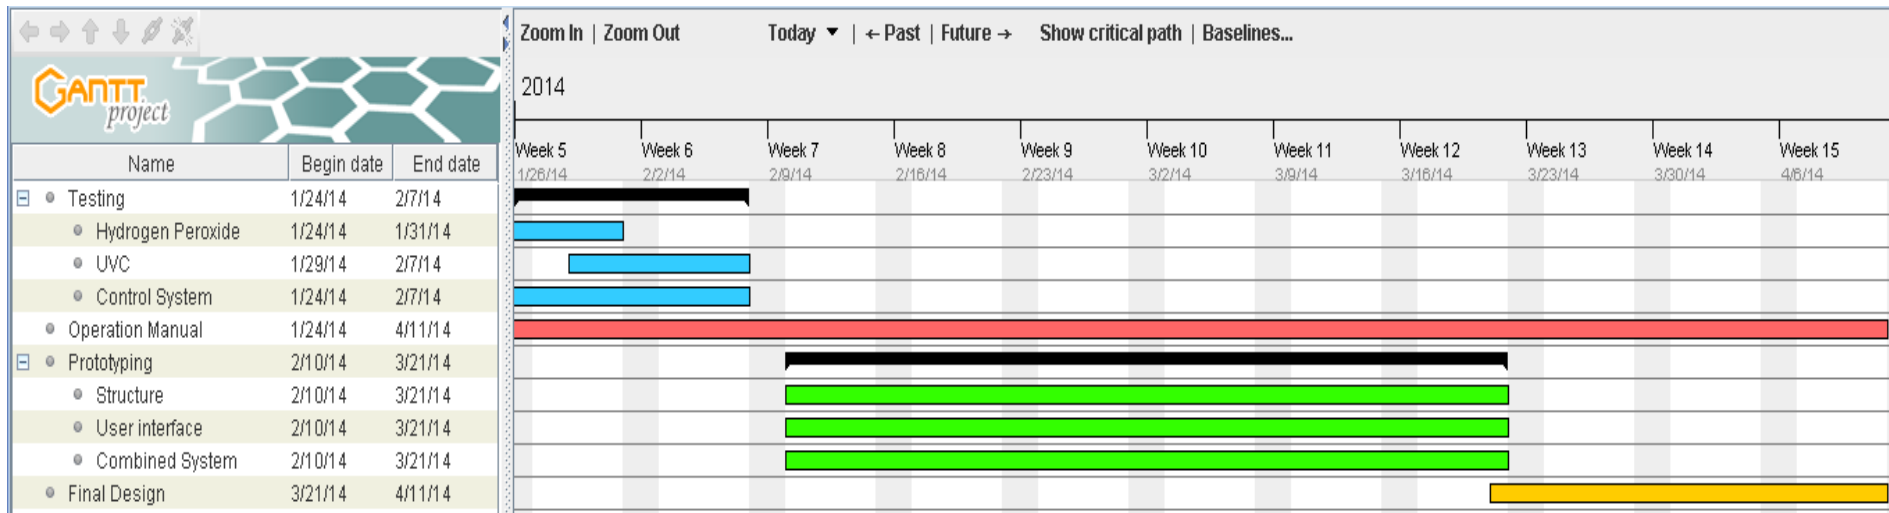 Zoom In | Zoom Out Today ▼ | ←Past | Future→ Show critical path | Baselines...
GANTT
project
2014
Week 5 Week 6 Week 7 Week 8 Week 9 Week 10 Week 11 Week 12 Week 13 Week 14 Week 15
1/26/14 2/2/14 2/9/14 2/16/14 2/23/14 3/2/14 3/9/14 3/16/14 3/23/14 3/30/14 4/6/14
Name Begin date End date
Testing 1/24/14 2/7/14
Hydrogen Peroxide 1/24/14 1/31/14
UVC 1/29/14 2/7/14
Control System 1/24/14 2/7/14
Operation Manual 1/24/14 4/11/14
Prototyping 2/10/14 3/21/14
Structure 2/10/14 3/21/14
User interface 2/10/14 3/21/14
Combined System 2/10/14 3/21/14
Final Design 3/21/14 4/11/14